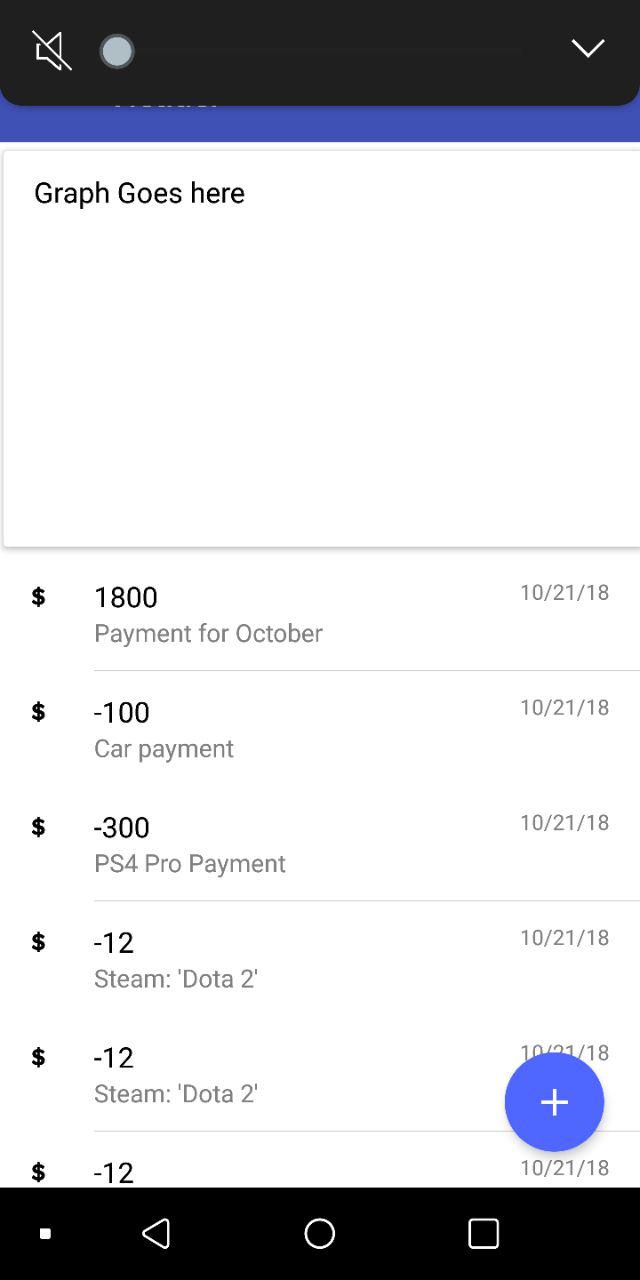 Graph Goes here
$ 1800 10/21/18
Payment for October
$ -100 10/21/18
Car payment
$ -300 10/21/18
PS4 Pro Payment
$ -12 10/21/18
Steam: 'Dota 2'
$ -12 10/21/18
Steam: 'Dota 2'
$ -12 10/21/18